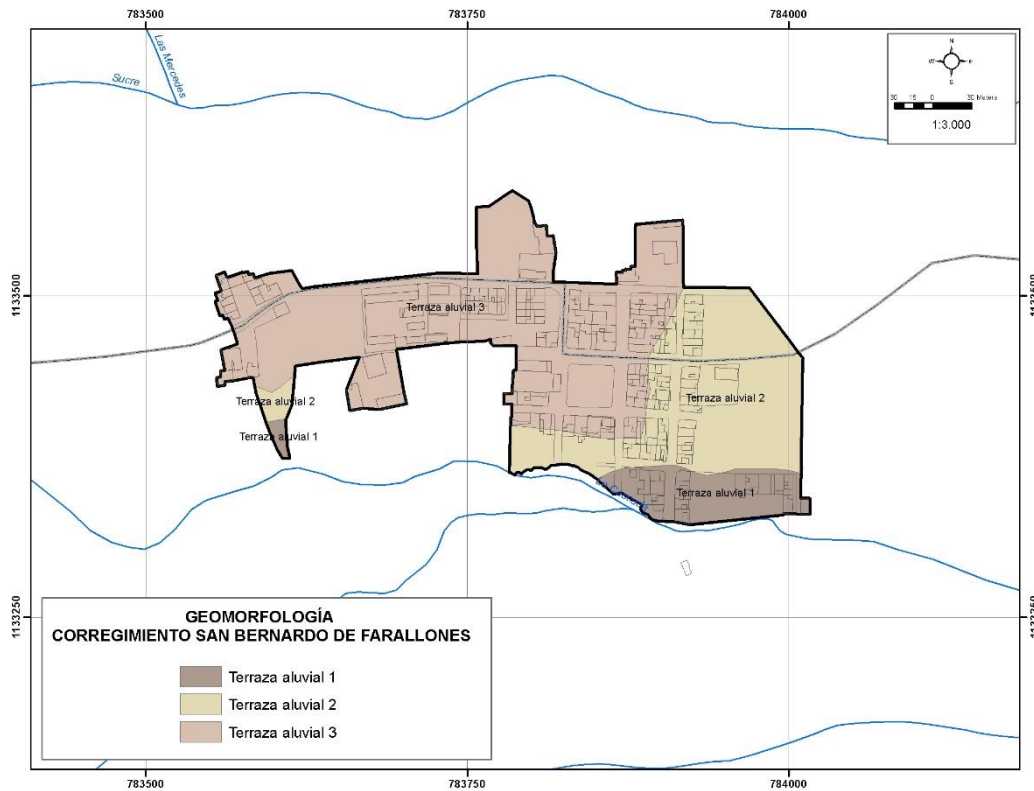 783500
783750
784000
Las Mercedes
Sucre
N
W
E
S
30 15 0 30 Meters
1:3.000
1133500
1133500
Terraza aluvial 3
Terraza aluvial 2
Terraza aluvial 2
Terraza aluvial 1
Terraza aluvial 1
1133250
1133250
GEOMORFOLOGÍA
CORREGIMIENTO SAN BERNARDO DE FARALLONES
Terraza aluvial 1
Terraza aluvial 2
Terraza aluvial 3
783500
783750
784000